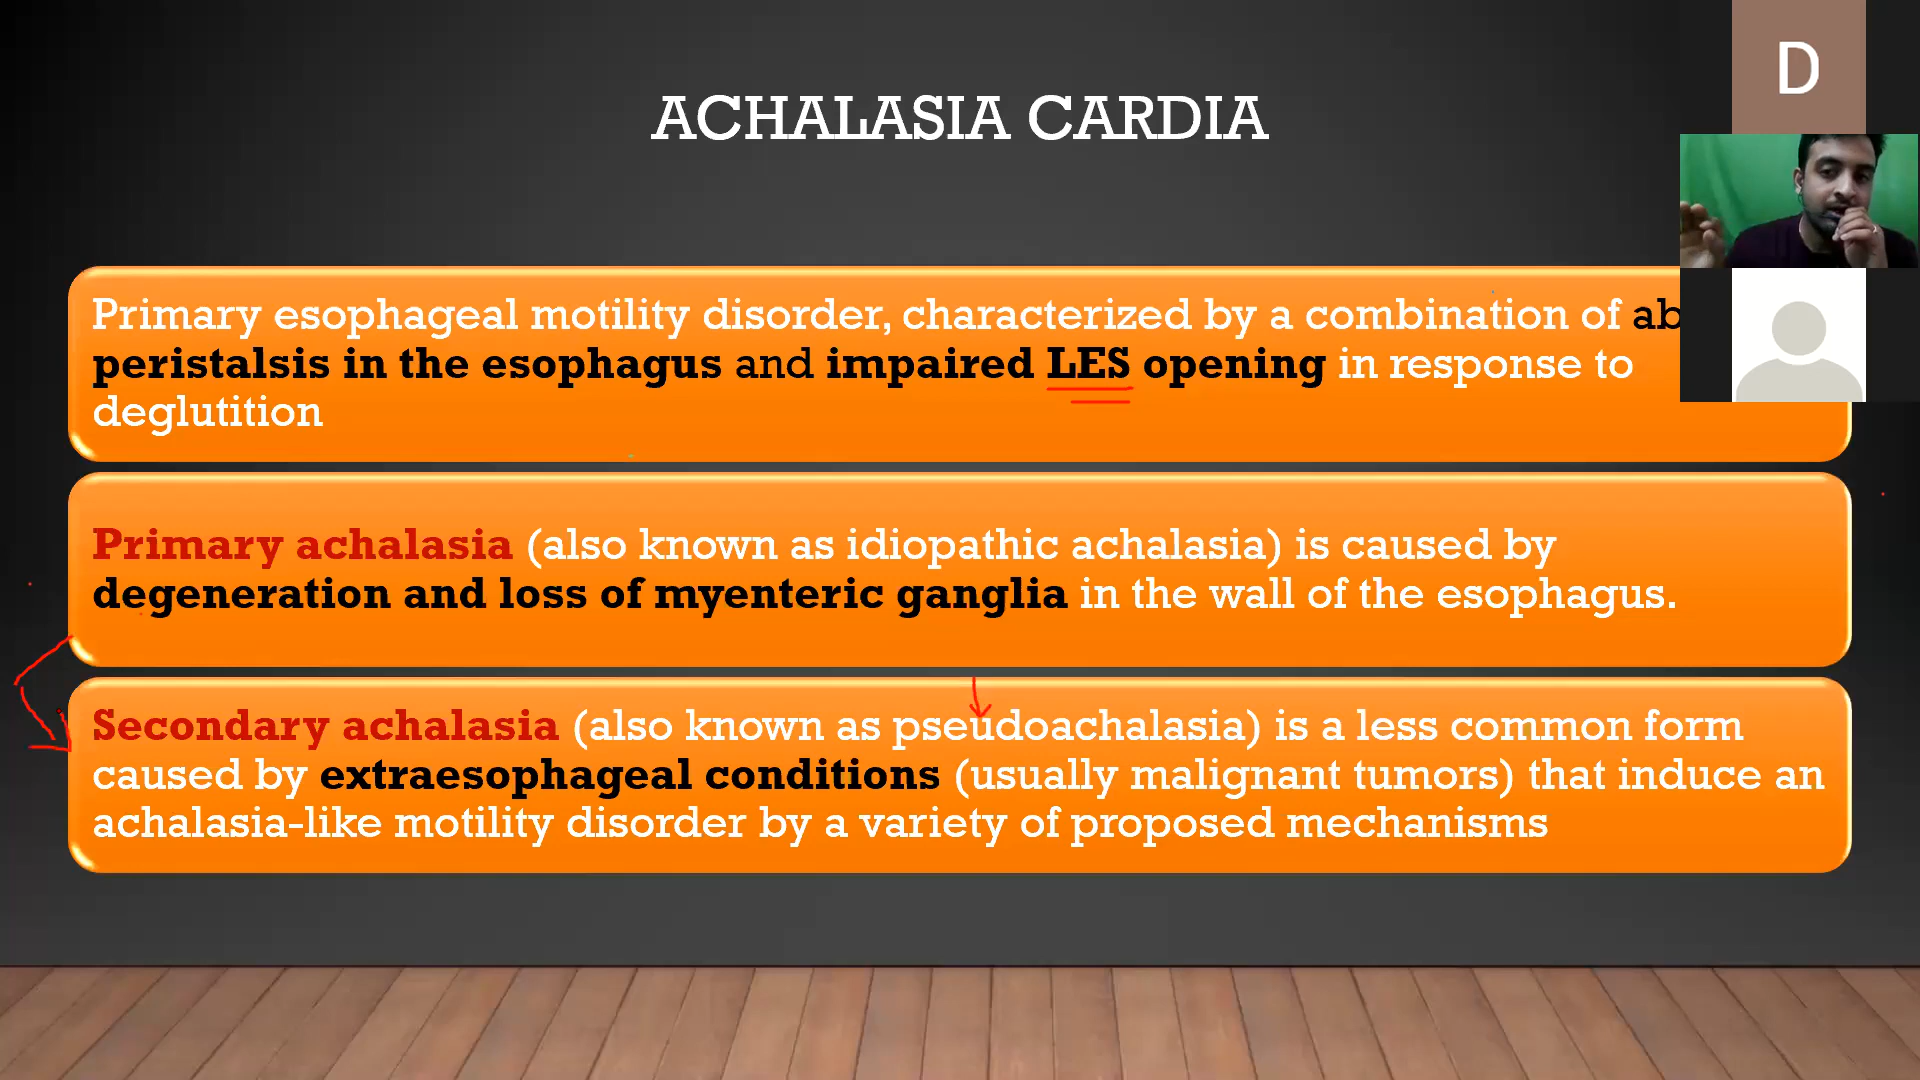 D
ACHALASIA CARDIA
Primary esophageal motility disorder, characterized by a combination of ab
peristalsis in the esophagus and impaired LES opening in response to
deglutition
Primary achalasia (also known as idiopathic achalasia) is caused by
degeneration and loss of myenteric ganglia in the wall of the esophagus.
Secondary achalasia (also known as pseudoachalasia) is a less common form
caused by extraesophageal conditions (usually malignant tumors) that induce an
achalasia-like motility disorder by a variety of proposed mechanisms